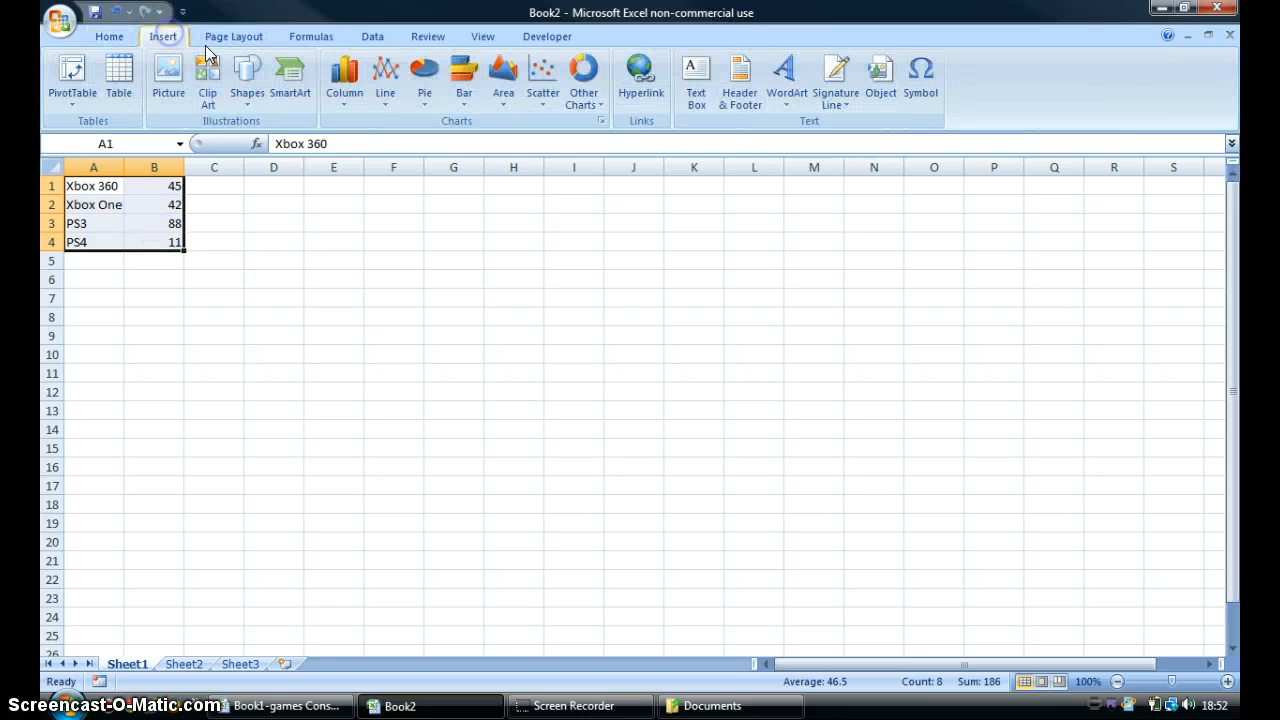 Book2 - Microsoft Excel non-commercial use
Home Insert Page Layout Formulas Data Review View Developer
PivotTable Table Picture Clip Art Shapes SmartArt Column Line Pie Bar Area Scatter Other Charts Hyperlink Text Box Header & Footer WordArt Signature Line Object Symbol
Tables Illustrations Charts Links Text
A1 fx Xbox 360
A B C D E F G H I J K L M N O P Q R S
1 Xbox 360 45
2 Xbox One 42
3 PS3 88
4 PS4 11
5
6
7
8
9
10
11
12
13
14
15
16
17
18
19
20
21
22
23
24
25
26
Sheet1 Sheet2 Sheet3
Ready Average: 46.5 Count: 8 Sum: 186 100%
Screencast-O-Matic.com Book1-games Cons... Book2 Screen Recorder Documents 18:52